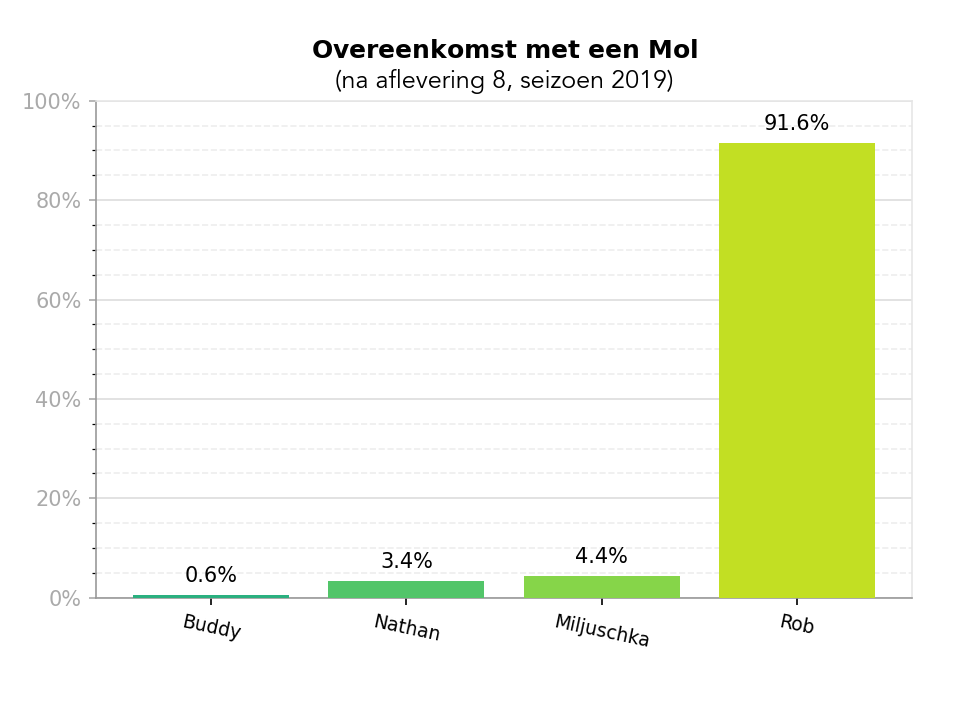 Overeenkomst met een Mol
(na aflevering 8, seizoen 2019)
100%
80%
60%
40%
20%
0%
0.6%
3.4%
4.4%
91.6%
Buddy
Nathan
Miljuschka
Rob